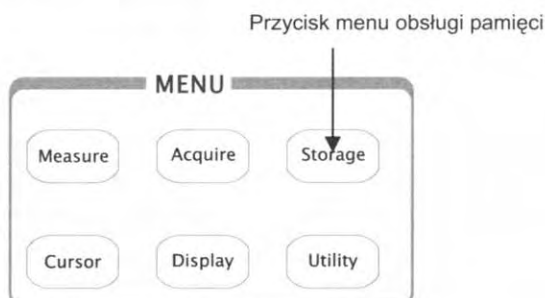 Przycisk menu obsługi pamięci
MENU
Measure Acquire Storage
Cursor Display Utility